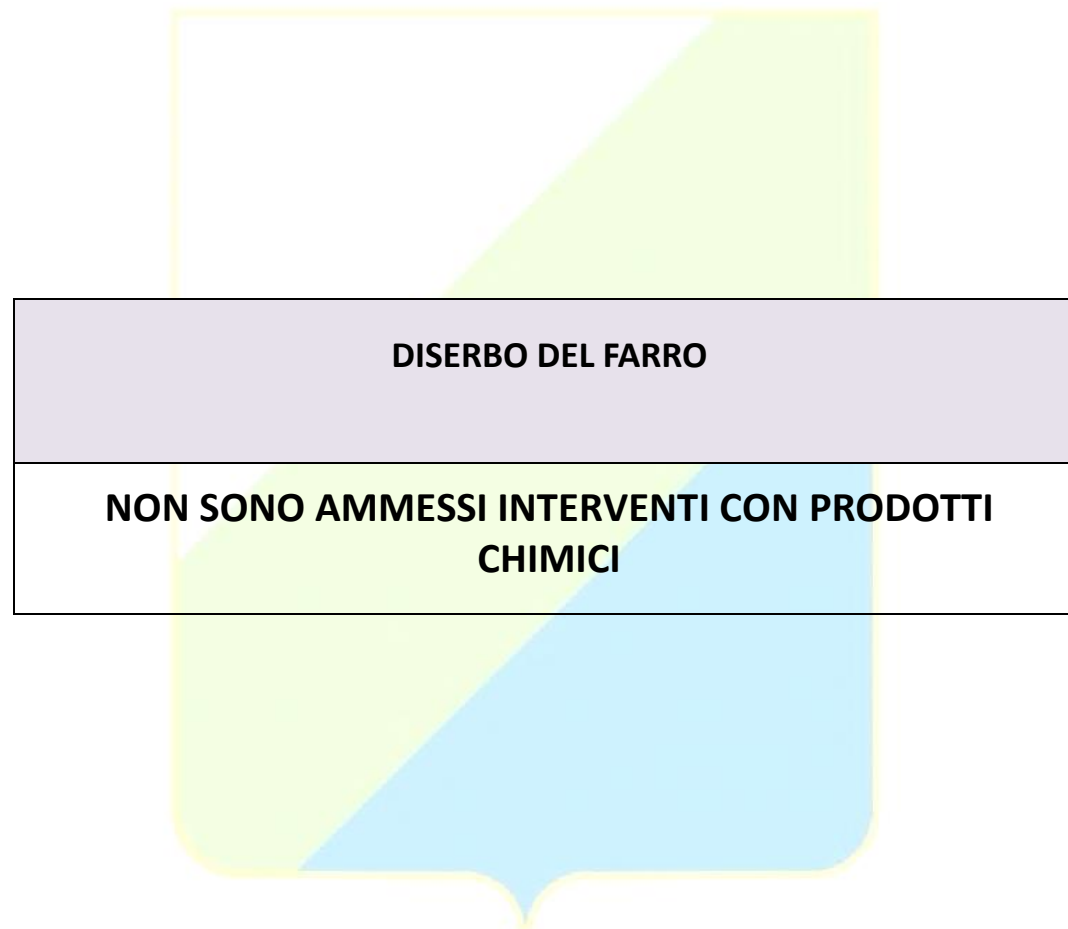 DISERBO DEL FARRO
NON SONO AMMESSI INTERVENTI CON PRODOTTI
CHIMICI